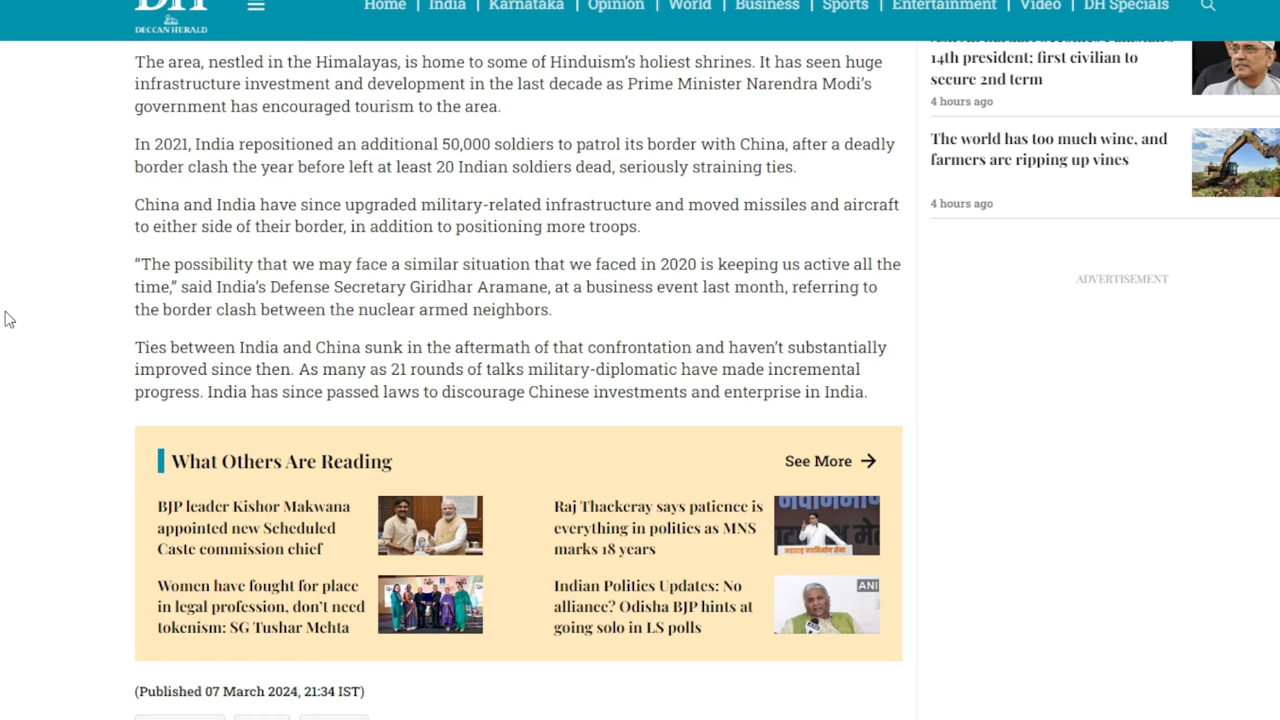 DH
DECCAN HERALD
Home | India | Karnataka | Opinion | World | Business | Sports | Entertainment | Video | DH Specials
The area, nestled in the Himalayas, is home to some of Hinduism's holiest shrines. It has seen huge
infrastructure investment and development in the last decade as Prime Minister Narendra Modi's
government has encouraged tourism to the area.
In 2021, India repositioned an additional 50,000 soldiers to patrol its border with China, after a deadly
border clash the year before left at least 20 Indian soldiers dead, seriously straining ties.
China and India have since upgraded military-related infrastructure and moved missiles and aircraft
to either side of their border, in addition to positioning more troops.
“The possibility that we may face a similar situation that we faced in 2020 is keeping us active all the
time,” said India's Defense Secretary Giridhar Aramane, at a business event last month, referring to
the border clash between the nuclear armed neighbors.
Ties between India and China sunk in the aftermath of that confrontation and haven't substantially
improved since then. As many as 21 rounds of talks military-diplomatic have made incremental
progress. India has since passed laws to discourage Chinese investments and enterprise in India.
What Others Are Reading
See More →
BJP leader Kishor Makwana
appointed new Scheduled
Caste commission chief
Raj Thackeray says patience is
everything in politics as MNS
marks 18 years
महाराष्ट्र नवनिर्माण सेना
Women have fought for place
in legal profession, don't need
tokenism: SG Tushar Mehta
Indian Politics Updates: No
alliance? Odisha BJP hints at
going solo in LS polls
ANI
(Published 07 March 2024, 21:34 IST)
14th president; first civilian to
secure 2nd term
4 hours ago
The world has too much wine, and
farmers are ripping up vines
4 hours ago
ADVERTISEMENT